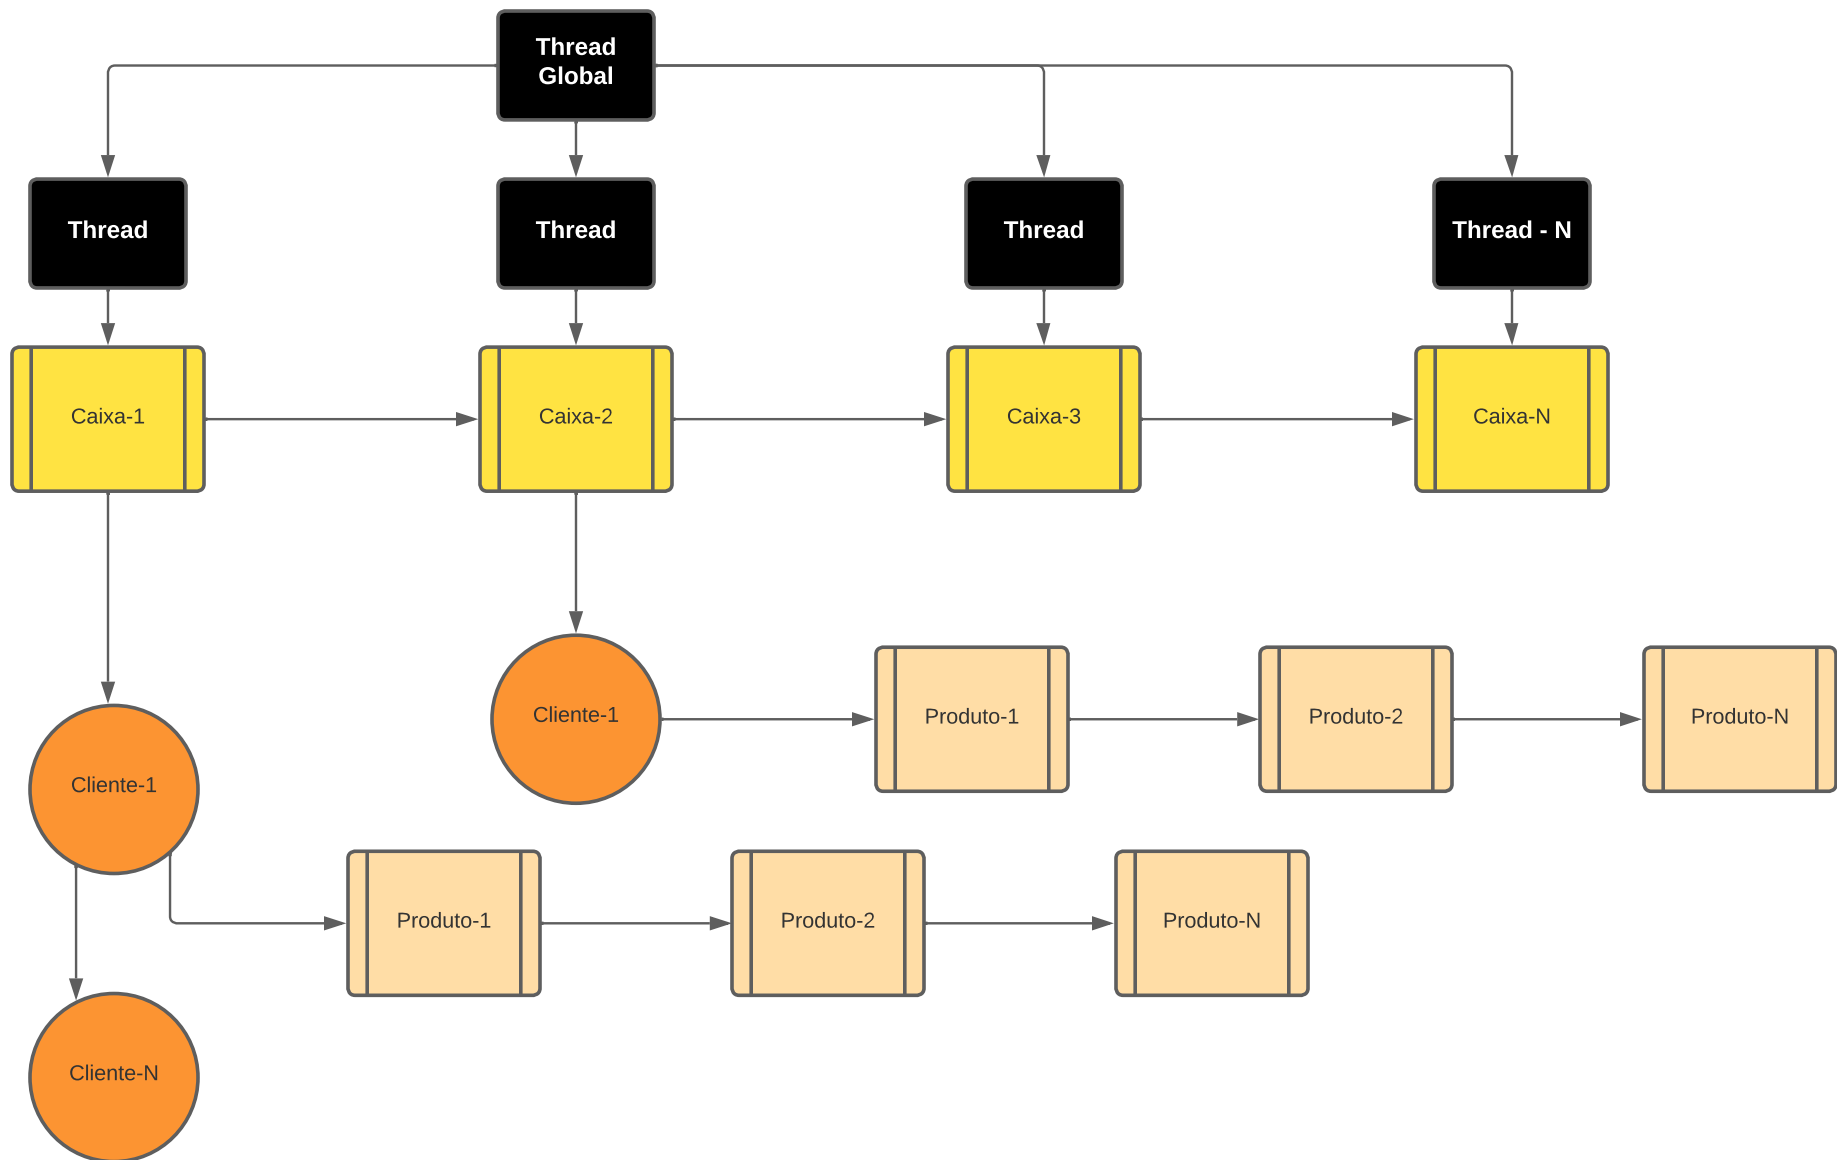 Thread
Global
Thread
Thread
Thread
Thread - N
Caixa-1
Caixa-2
Caixa-3
Caixa-N
Cliente-1
Produto-1
Produto-2
Produto-N
Cliente-1
Produto-1
Produto-2
Produto-N
Cliente-N